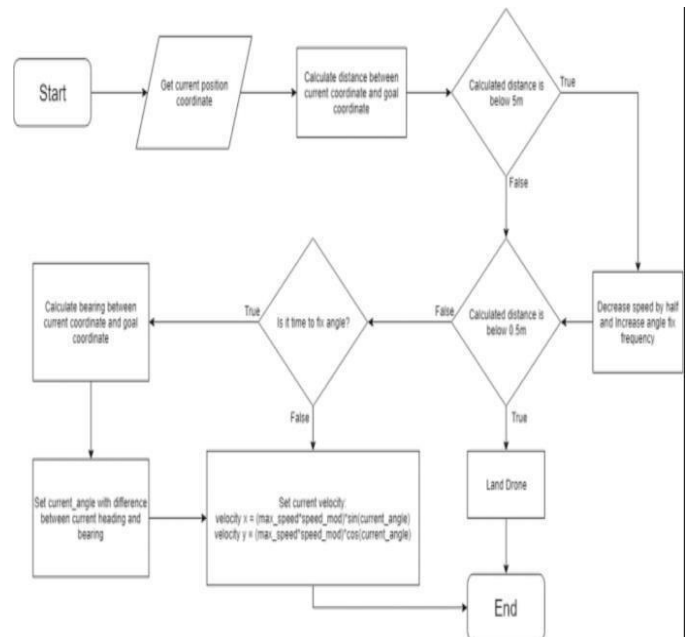 Start
Get current position
coordinate
Calculate distance between
current coordinate and goal
coordinate
Calculated distance is
below 5m
True
False
Calculate bearing between
current coordinate and goal
coordinate
True
Is it time to fix angle?
False
Calculated distance is
below 0.5m
Decrease speed by half
and Increase angle fix
frequency
False
True
Set current_angle with difference
between current heading and
bearing
Set current velocity:
velocity x = (max_speed*speed_mod)*sin(current_angle)
velocity y = (max_speed*speed_mod)*cos(current_angle)
Land Drone
End